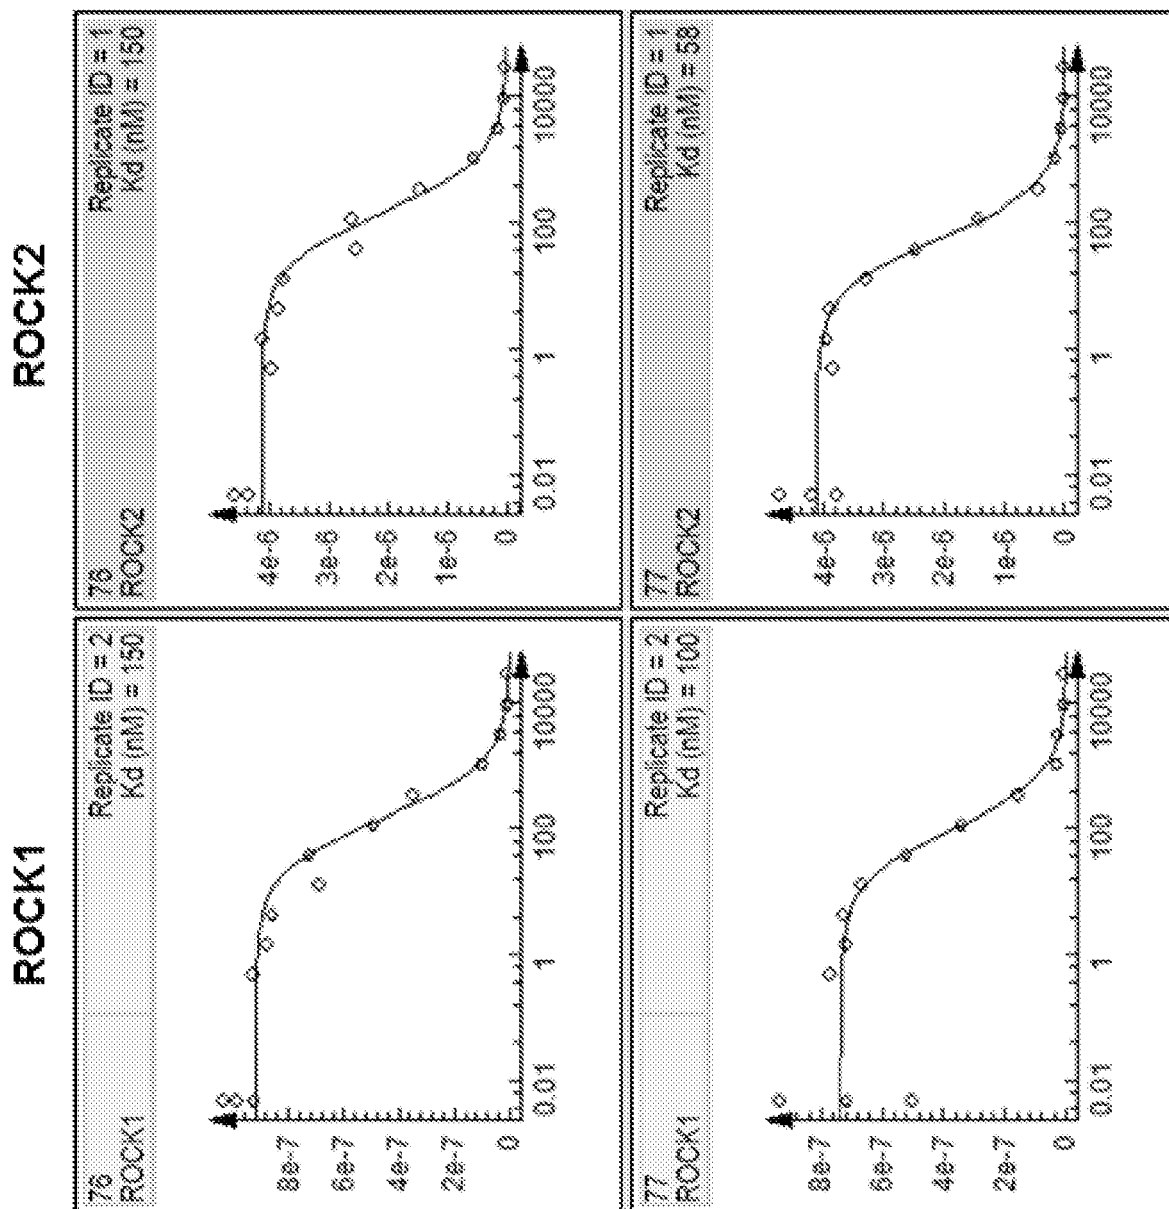 ROCK1
ROCK2
76
Replicate ID = 2
ROCK1
Kd (nM) = 150
8e-7
6e-7
4e-7
2e-7
0
0.01
1
100
10000
76
Replicate ID = 1
ROCK2
Kd (nM) = 150
4e-6
3e-6
2e-6
1e-6
0
0.01
1
100
10000
77
Replicate ID = 2
ROCK1
Kd (nM) = 100
8e-7
6e-7
4e-7
2e-7
0
0.01
1
100
10000
77
Replicate ID = 1
ROCK2
Kd (nM) = 58
4e-6
3e-6
2e-6
1e-6
0
0.01
1
100
10000